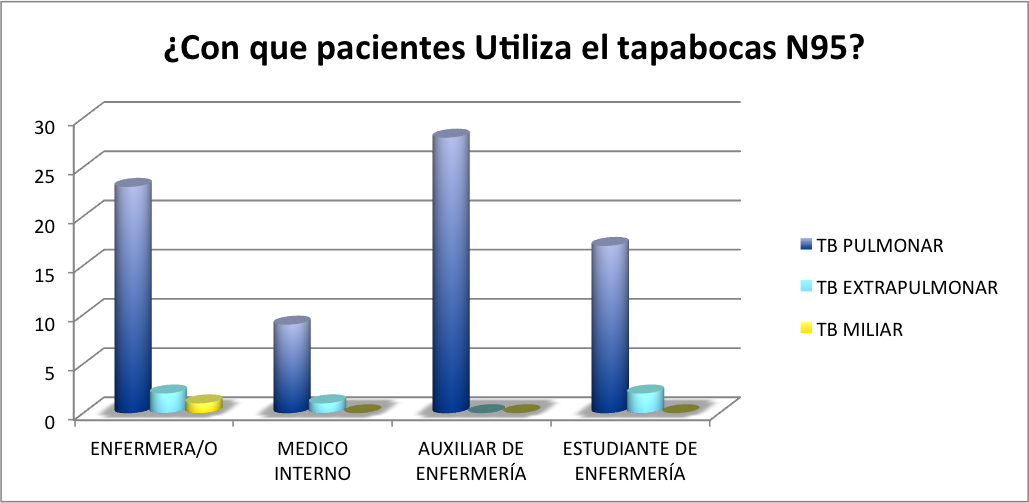 ¿Con que pacientes Utiliza el tapabocas N95?
30
25
20
15
10
5
0
ENFERMERA/O
MEDICO
INTERNO
AUXILIAR DE
ENFERMERÍA
ESTUDIANTE DE
ENFERMERÍA
TB PULMONAR
TB EXTRAPULMONAR
TB MILIAR